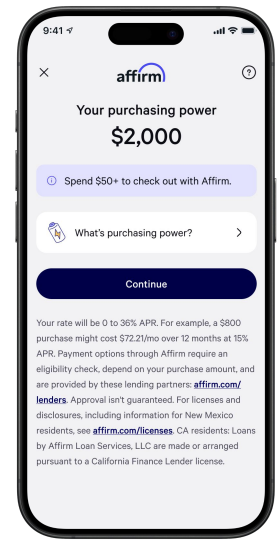 9:41
affirm
Your purchasing power
$2,000
Spend $50+ to check out with Affirm.
What's purchasing power?
Continue
Your rate will be 0 to 36% APR. For example, a $800
purchase might cost $72.21/mo over 12 months at 15%
APR. Payment options through Affirm require an
eligibility check, depend on your purchase amount, and
are provided by these lending partners: affirm.com/
lenders. Approval isn't guaranteed. For licenses and
disclosures, including information for New Mexico
residents, see affirm.com/licenses. CA residents: Loans
by Affirm Loan Services, LLC are made or arranged
pursuant to a California Finance Lender license.